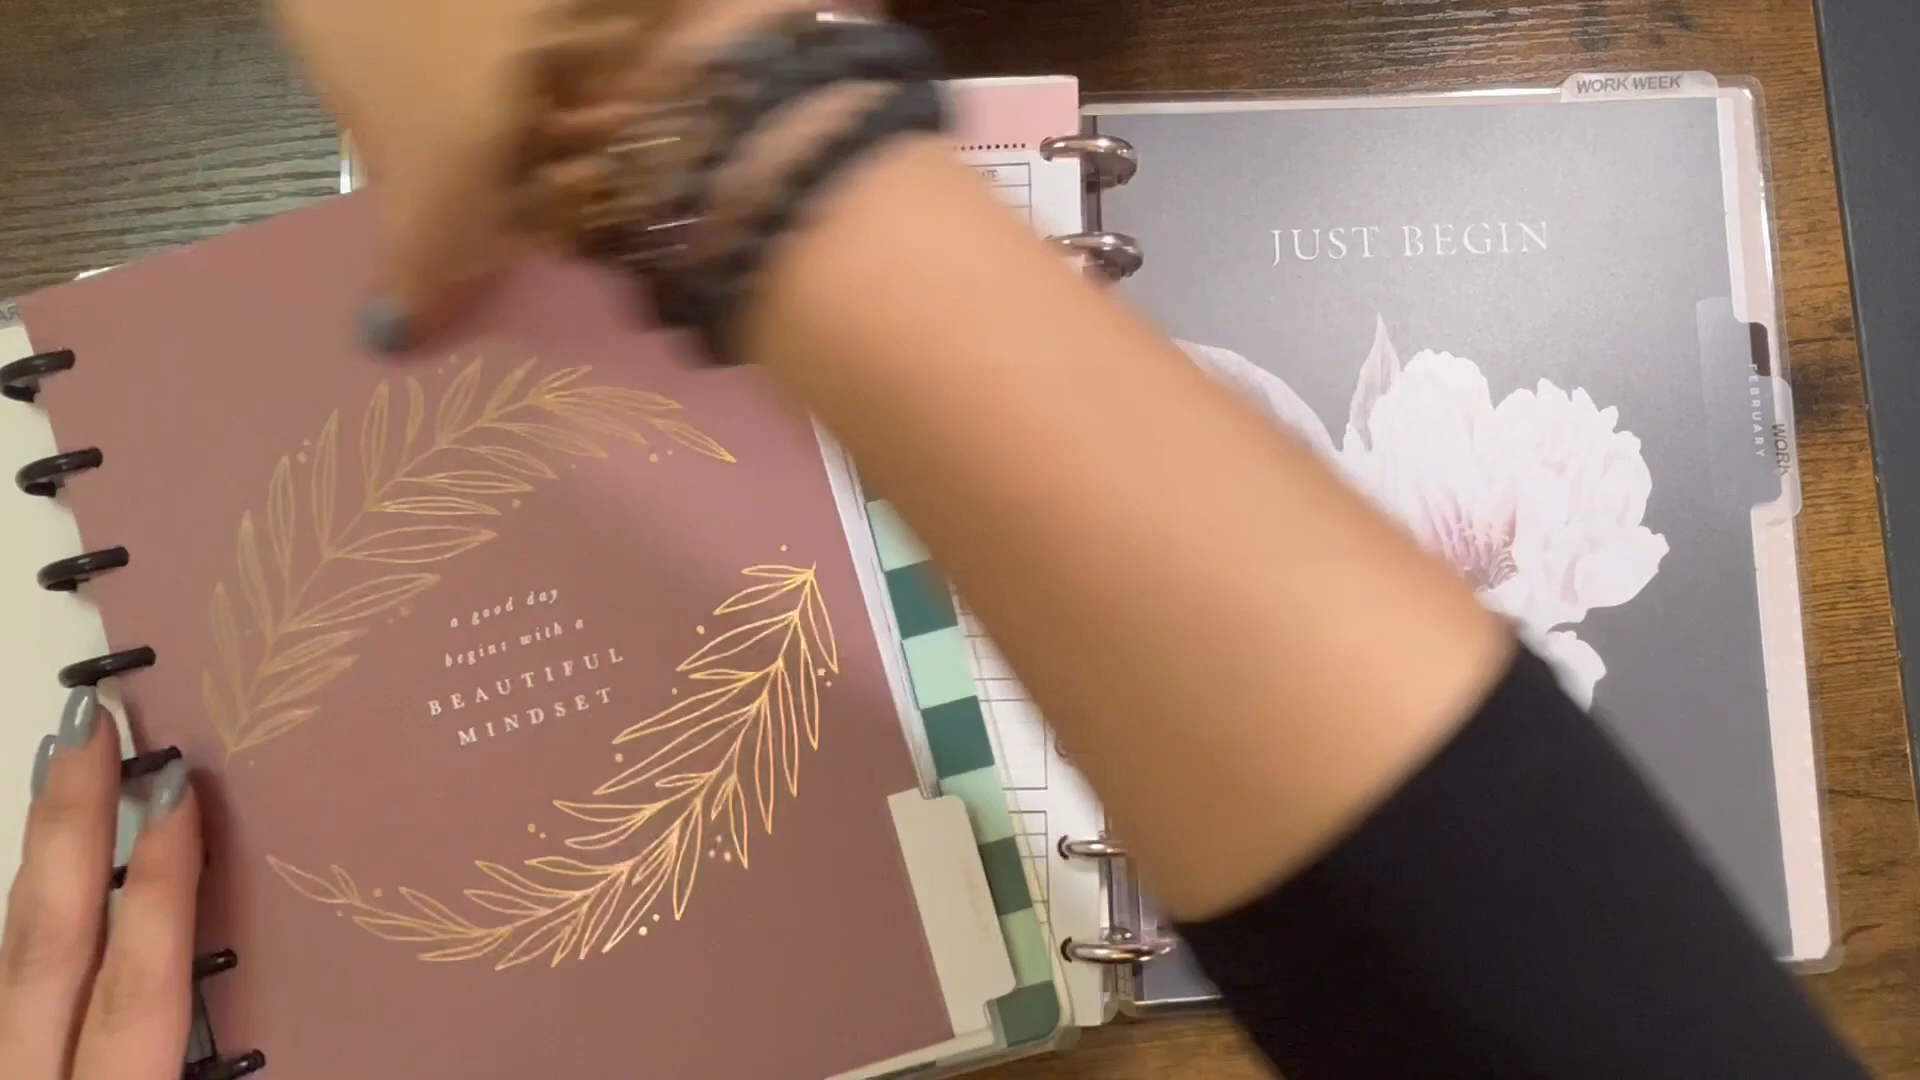 WORK WEEK
JUST BEGIN
FEBRUARY
WORK
a good day
begins with a
BEAUTIFUL
MINDSET